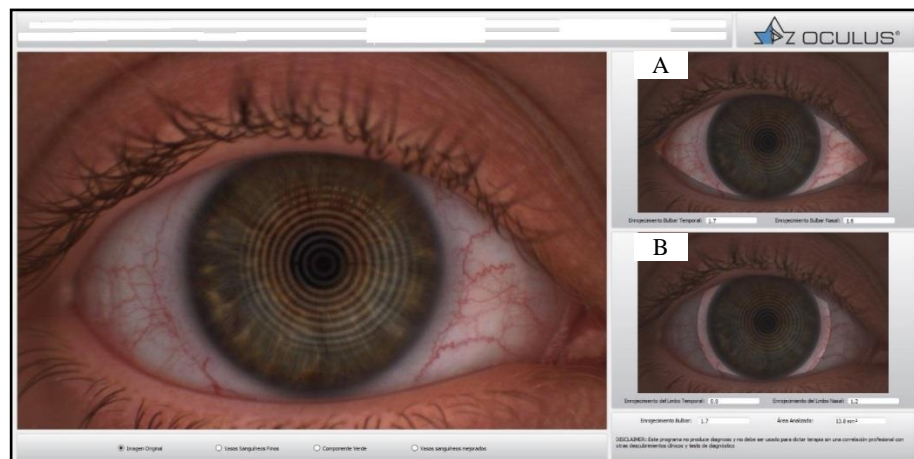 OCULUS®
A
Enrojecimiento Bulbar Temporal: 1.7 Enrojecimiento Bulbar Nasal: 1.6
B
Enrojecimiento del Limbo Temporal: 0.8 Enrojecimiento del Limbo Nasal: 1.2
Enrojecimiento Bulbar: 1.7 Área Analizada: 13.8 mm²
DISCLAIMER: Este programa no produce diagnosis y no debe ser usado para dictar terapia sin una correlación profesional con
otros descubrimientos clínicos y tests de diagnóstico
Imagen Original Vasos Sanguíneos Finos Componente Verde Vasos sanguíneos mejorados